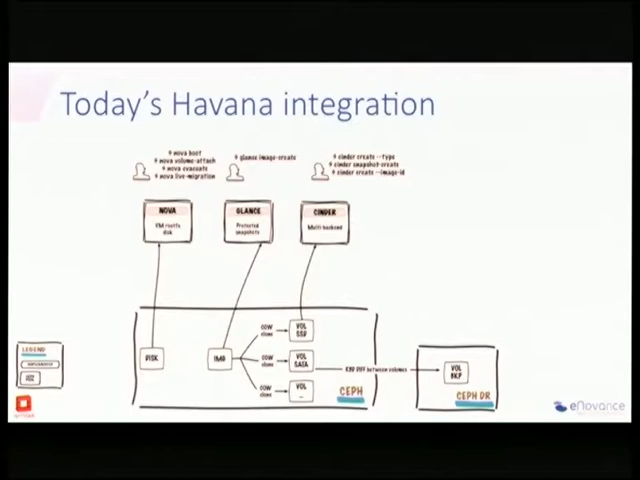 Today's Havana integration
+ nova boot
+ nova volume-attach
+ nova evacuate
+ nova live-migration
+ glance image-create
+ cinder create --type
+ cinder snapshot-create
+ cinder create --image-id
NOVA
VM rootfs
disk
GLANCE
Protected
snapshots
CINDER
Multi backend
DISK
IMG
COW
clone
VOL
SSD
COW
clone
VOL
SATA
COW
clone
VOL
...
CEPH
RBD DIFF between volumes
VOL
BKP
CEPH DR
LEGEND
eNovance